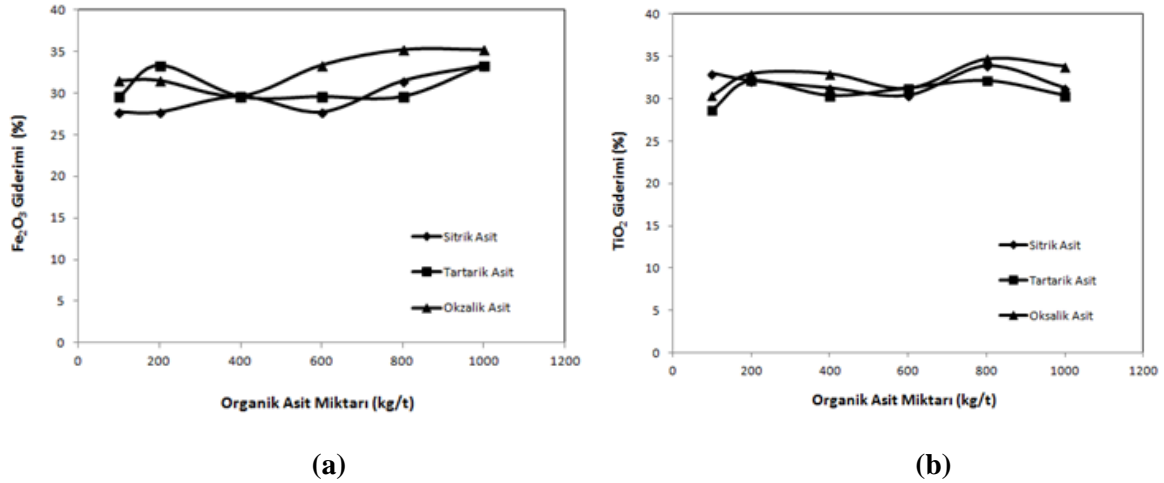 40
35
30
25
20
15
10
5
0
Fe₂O₃ Giderimi (%)
Sitrik Asit
Tartarik Asit
Okzalik Asit
0 200 400 600 800 1000 1200
Organik Asit Miktarı (kg/t)
(a)
40
35
30
25
20
15
10
5
0
TiO₂ Giderimi (%)
Sitrik Asit
Tartarik Asit
Oksalik Asit
0 200 400 600 800 1000 1200
Organik Asit Miktarı (kg/t)
(b)